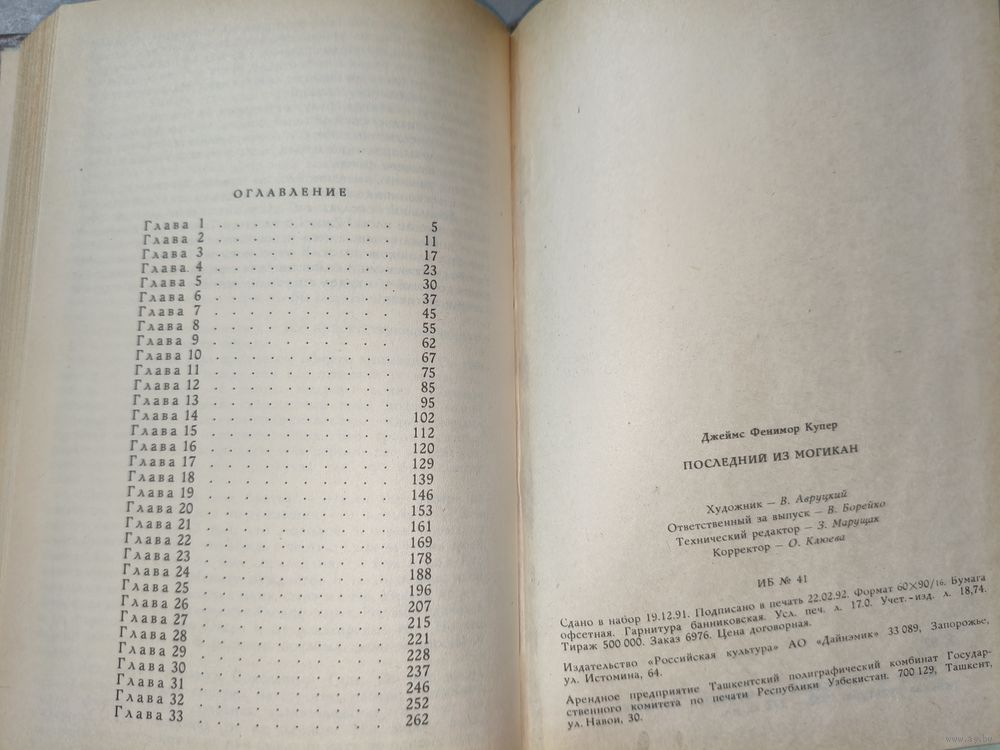 ОГЛАВЛЕНИЕ
Глава 1 . . . . . . . . . . 5
Глава 2 . . . . . . . . . . 11
Глава 3 . . . . . . . . . . 17
Глава 4 . . . . . . . . . . 23
Глава 5 . . . . . . . . . . 30
Глава 6 . . . . . . . . . . 37
Глава 7 . . . . . . . . . . 45
Глава 8 . . . . . . . . . . 55
Глава 9 . . . . . . . . . . 62
Глава 10 . . . . . . . . . . 67
Глава 11 . . . . . . . . . . 75
Глава 12 . . . . . . . . . . 85
Глава 13 . . . . . . . . . . 95
Глава 14 . . . . . . . . . . 102
Глава 15 . . . . . . . . . . 112
Глава 16 . . . . . . . . . . 120
Глава 17 . . . . . . . . . . 129
Глава 18 . . . . . . . . . . 139
Глава 19 . . . . . . . . . . 146
Глава 20 . . . . . . . . . . 153
Глава 21 . . . . . . . . . . 161
Глава 22 . . . . . . . . . . 169
Глава 23 . . . . . . . . . . 178
Глава 24 . . . . . . . . . . 188
Глава 25 . . . . . . . . . . 196
Глава 26 . . . . . . . . . . 207
Глава 27 . . . . . . . . . . 215
Глава 28 . . . . . . . . . . 221
Глава 29 . . . . . . . . . . 228
Глава 30 . . . . . . . . . . 237
Глава 31 . . . . . . . . . . 246
Глава 32 . . . . . . . . . . 252
Глава 33 . . . . . . . . . . 262
Джеймс Фенимор Купер
ПОСЛЕДНИЙ ИЗ МОГИКАН
Художник — В. Авруцкий
Ответственный за выпуск — В. Борейко
Технический редактор — З. Марущах
Корректор — О. Клюева
ИБ № 41
Сдано в набор 19.12.91. Подписано в печать 22.02.92. Формат 60×90/16. Бумага
офсетная. Гарнитура банниковская. Усл. печ. л. 17.0. Учет.-изд. л. 18,74.
Тираж 500 000. Заказ 6976. Цена договорная.
Издательство «Российская культура» АО «Дайнэмик» 33 089, Запорожье,
ул. Истомина, 64.
Арендное предприятие Ташкентский полиграфический комбинат Государ-
ственного комитета по печати Республики Узбекистан. 700 129, Ташкент,
ул. Навои, 30.
www.ay.by